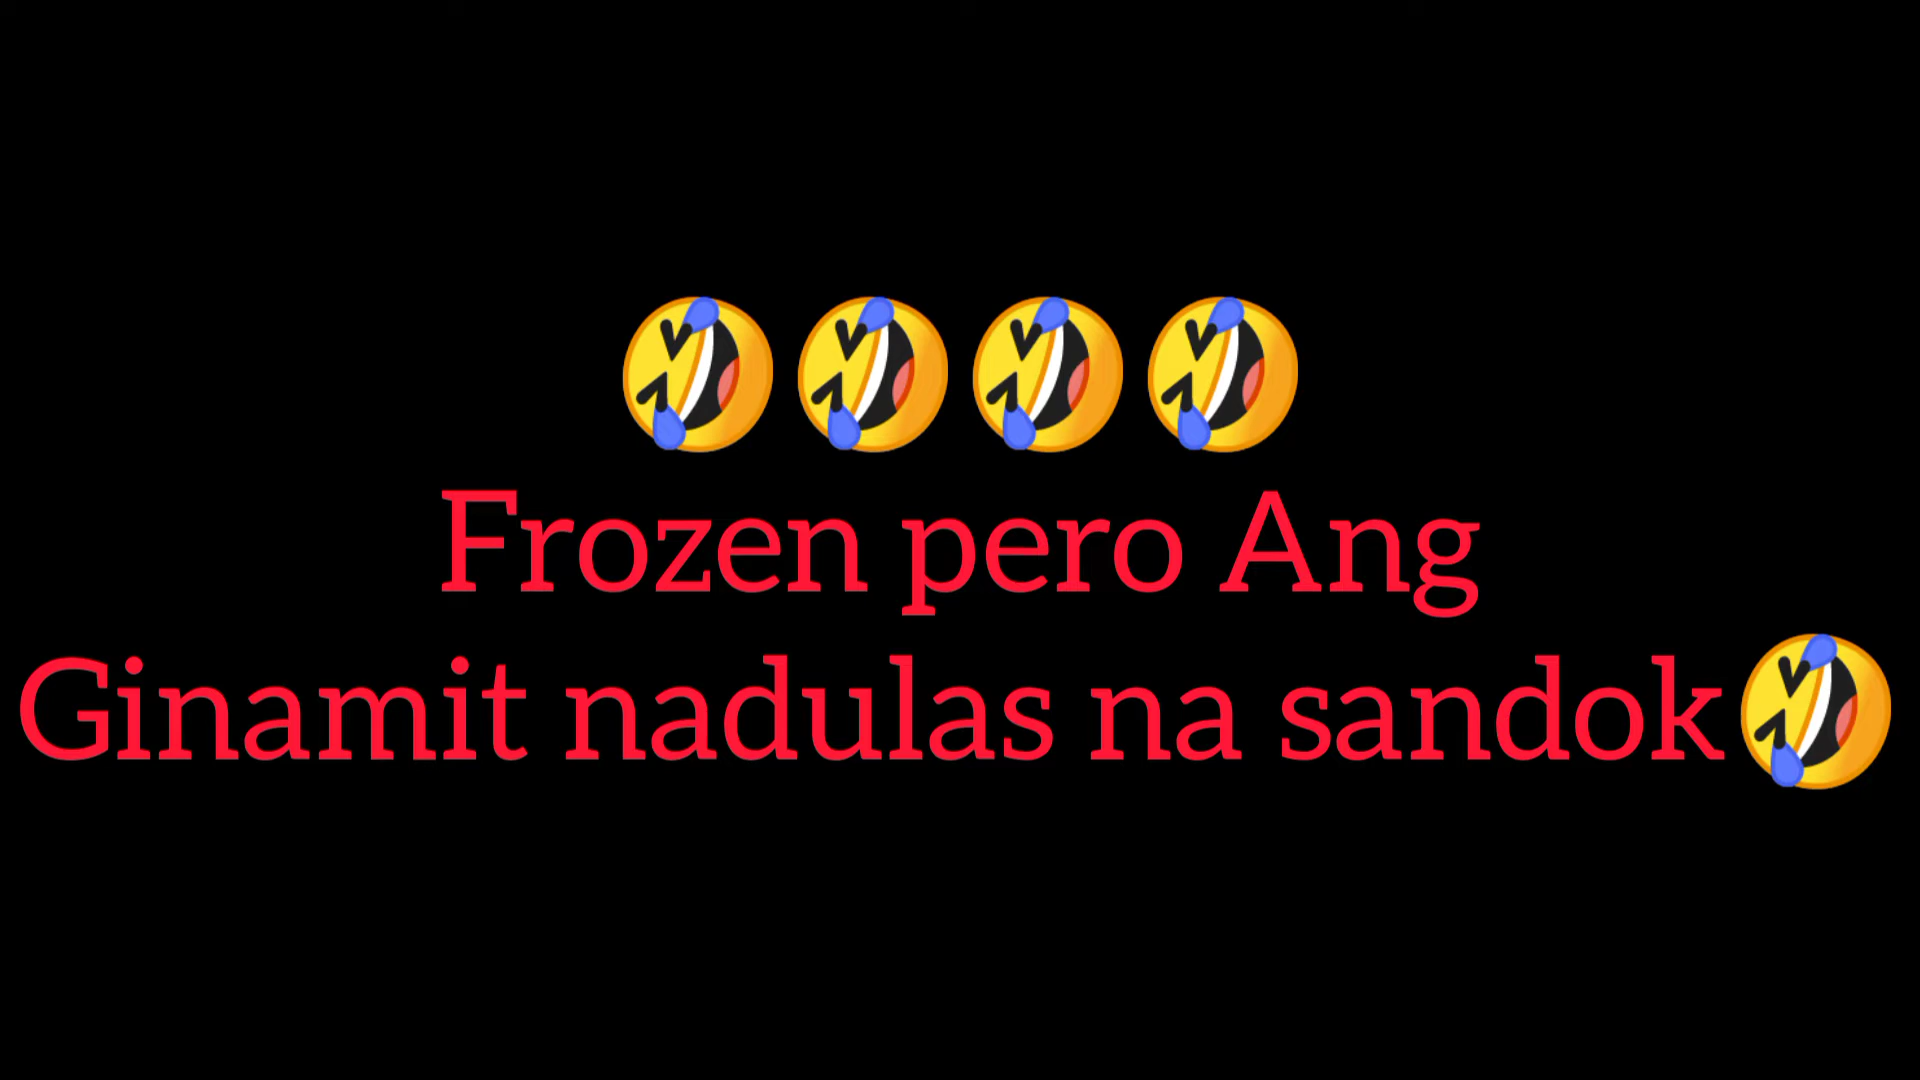 🤣🤣🤣🤣
Frozen pero Ang
Ginamit nadulas na sandok🤣